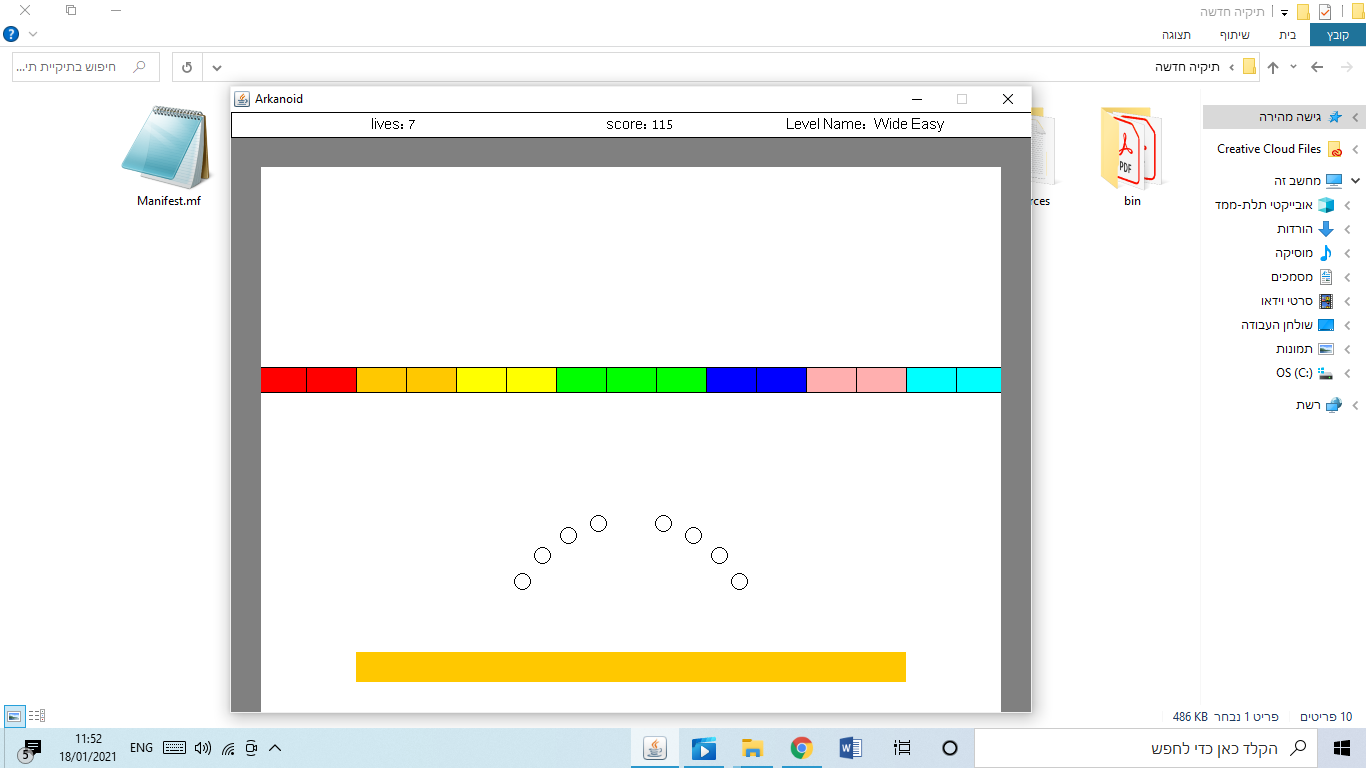 תיקיה חדשה
קובץ
בית
שיתוף
תצוגה
תיקיה חדשה
חיפוש בתיקיית תי...
Arkanoid
lives: 7
score: 115
Level Name: Wide Easy
Manifest.mf
rces
bin
PDF
גישה מהירה
Creative Cloud Files
מחשב זה
אובייקטי תלת-ממד
הורדות
מוסיקה
מסמכים
סרטי וידאו
שולחן העבודה
תמונות
OS (C:)
רשת
10 פריטים
פריט 1 נבחר 486 KB
הקלד כאן כדי לחפש
ENG
11:52
18/01/2021
5